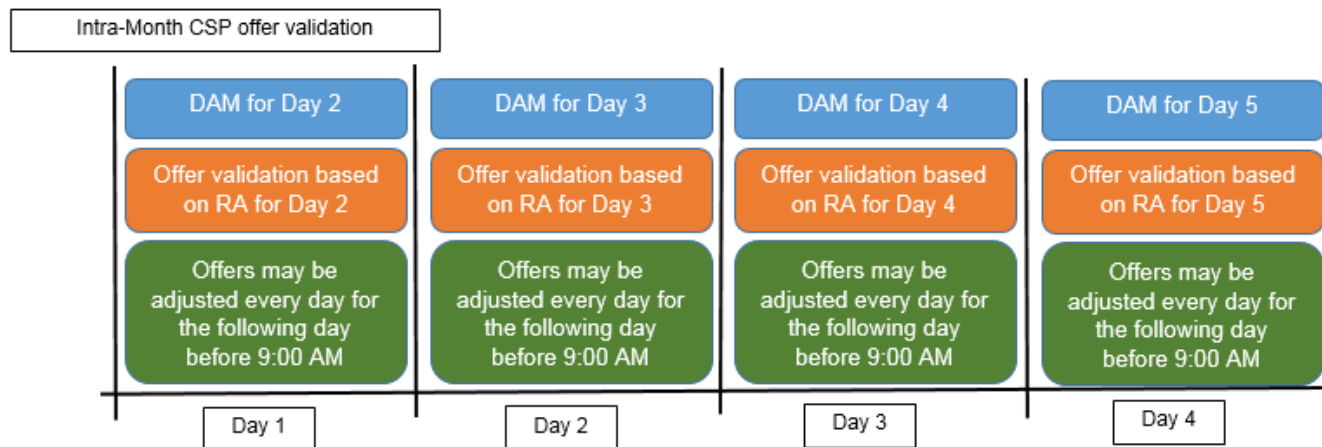 Intra-Month CSP offer validation
DAM for Day 2
DAM for Day 3
DAM for Day 4
DAM for Day 5
Offer validation based
on RA for Day 2
Offer validation based
on RA for Day 3
Offer validation based
on RA for Day 4
Offer validation based
on RA for Day 5
Offers may be
adjusted every day for
the following day
before 9:00 AM
Offers may be
adjusted every day for
the following day
before 9:00 AM
Offers may be
adjusted every day for
the following day
before 9:00 AM
Offers may be
adjusted every day for
the following day
before 9:00 AM
Day 1
Day 2
Day 3
Day 4